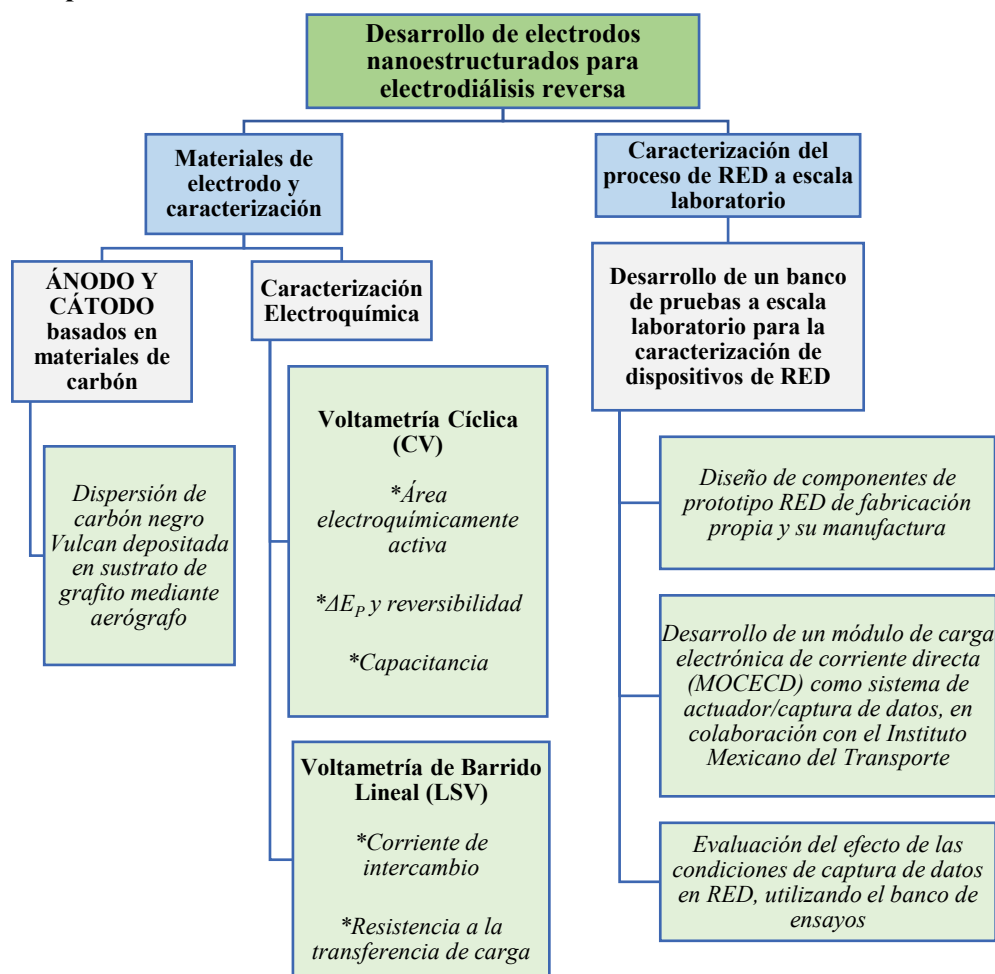 Desarrollo de electrodos
nanoestructurados para
electrodiálisis reversa
Materiales de
electrodo y
caracterización
ÁNODO Y
CÁTODO
basados en
materiales de
carbón
Dispersión de
carbón negro
Vulcan depositada
en sustrato de
grafito mediante
aerógrafo
Caracterización
Electroquímica
Voltametría Cíclica
(CV)
*Área
electroquímicamente
activa
*ΔE_P y reversibilidad
*Capacitancia
Voltametría de Barrido
Lineal (LSV)
*Corriente de
intercambio
*Resistencia a la
transferencia de carga
Caracterización del
proceso de RED a escala
laboratorio
Desarrollo de un banco
de pruebas a escala
laboratorio para la
caracterización de
dispositivos de RED
Diseño de componentes de
prototipo RED de fabricación
propia y su manufactura
Desarrollo de un módulo de carga
electrónica de corriente directa
(MOCECD) como sistema de
actuador/captura de datos, en
colaboración con el Instituto
Mexicano del Transporte
Evaluación del efecto de las
condiciones de captura de datos
en RED, utilizando el banco de
ensayos